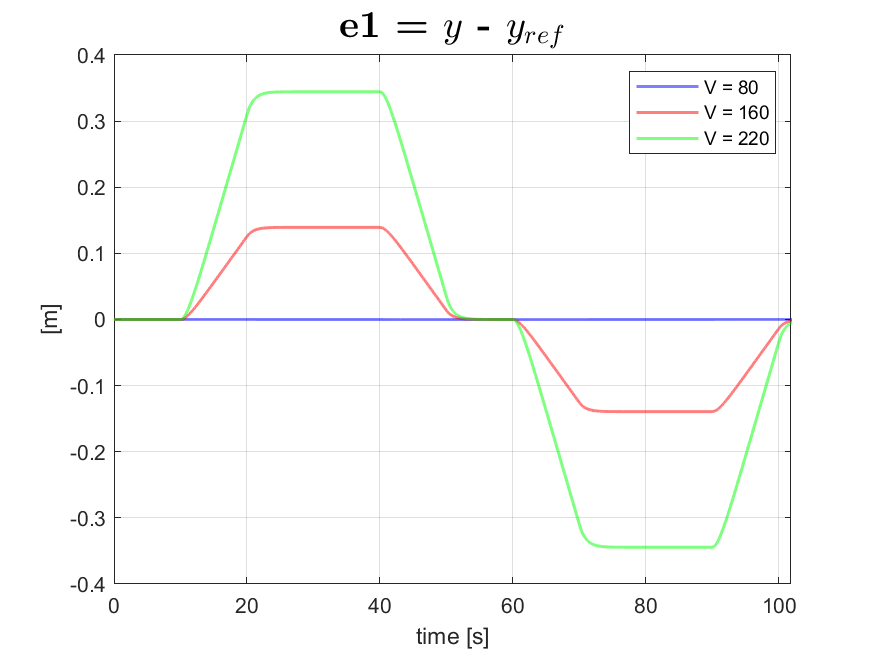 e1 = y - y_ref
0.4
0.3
0.2
0.1
0
-0.1
-0.2
-0.3
-0.4
[m]
0 20 40 60 80 100
time [s]
V = 80
V = 160
V = 220